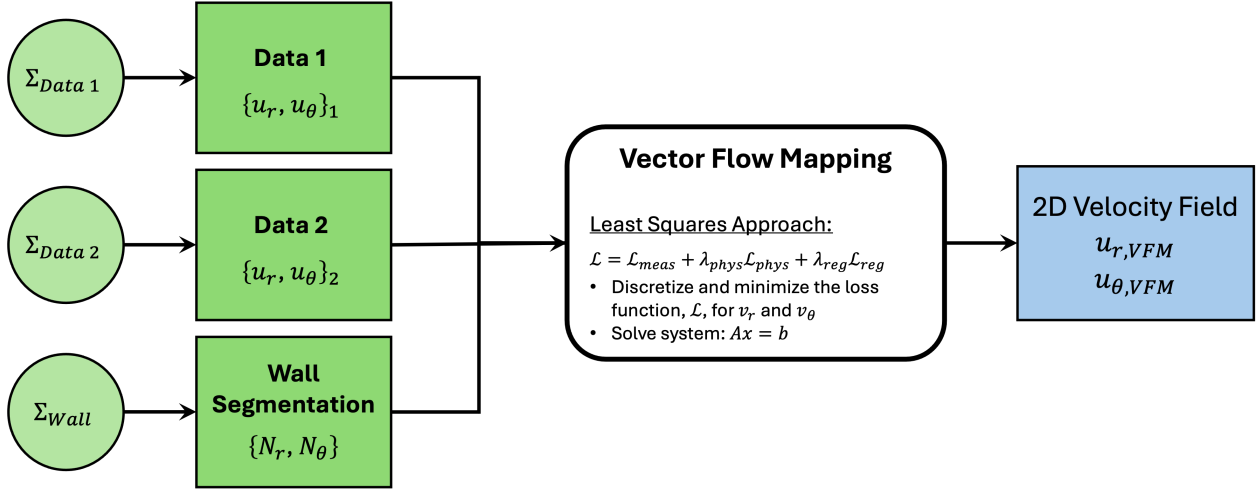 Σ_{Data 1}
Data 1
{u_r, u_θ}_1
Σ_{Data 2}
Data 2
{u_r, u_θ}_2
Σ_{Wall}
Wall
Segmentation
{N_r, N_θ}
Vector Flow Mapping
Least Squares Approach:
ℒ = ℒ_{meas} + λ_{phys}ℒ_{phys} + λ_{reg}ℒ_{reg}
• Discretize and minimize the loss
function, ℒ, for v_r and v_θ
• Solve system: Ax = b
2D Velocity Field
u_{r,VFM}
u_{θ,VFM}